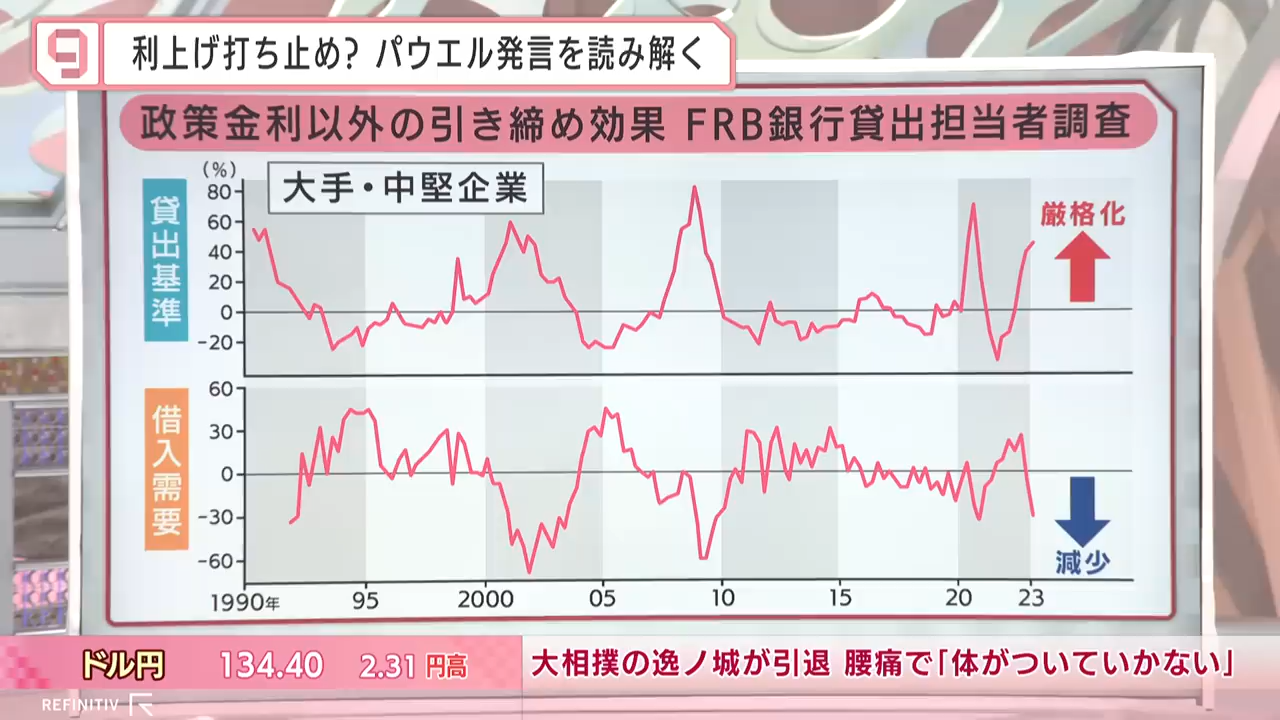 9
利上げ打ち止め? パウエル発言を読み解く
政策金利以外の引き締め効果 FRB銀行貸出担当者調査
(%)
大手・中堅企業
貸出基準
80
60
40
20
0
-20
厳格化
借入需要
60
30
0
-30
-60
減少
1990年 95 2000 05 10 15 20 23
ドル円 134.40 2.31円高
大相撲の逸ノ城が引退 腰痛で「体がついていかない」
REFINITIV